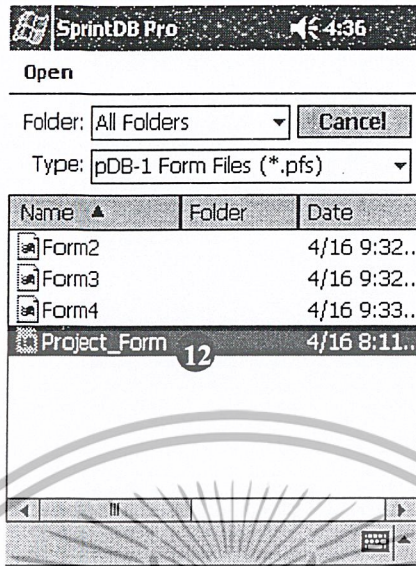 SprintDB Pro 4:36
Open
Folder: All Folders Cancel
Type: pDB-1 Form Files (*.pfs)
Name Folder Date
Form2 4/16 9:32..
Form3 4/16 9:32..
Form4 4/16 9:33..
Project_Form 12 4/16 8:11..